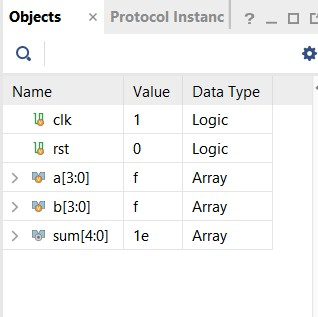 Objects × Protocol Instanc ? _
Name Value Data Type
clk 1 Logic
rst 0 Logic
a[3:0] f Array
b[3:0] f Array
sum[4:0] 1e Array